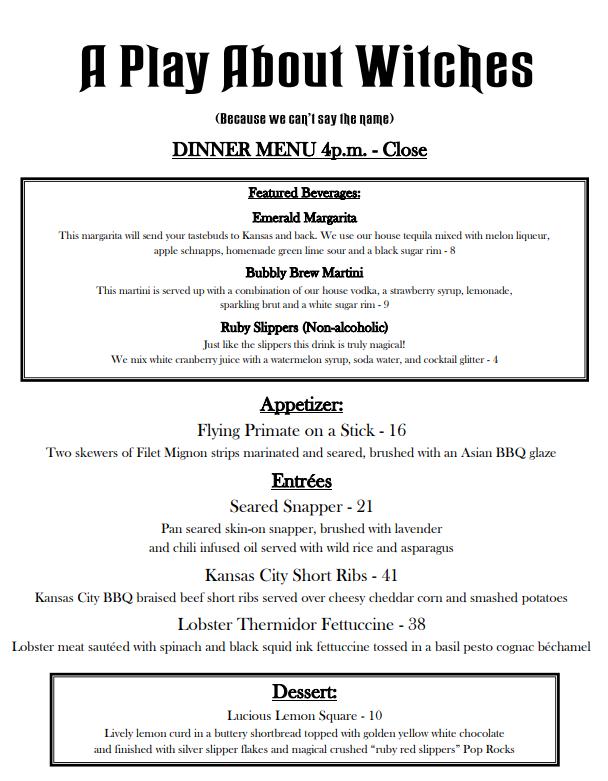 A Play About Witches
(Because we can't say the name)
DINNER MENU 4p.m. - Close
Featured Beverages:
Emerald Margarita
This margarita will send your tastebuds to Kansas and back. We use our house tequila mixed with melon liqueur,
apple schnapps, homemade green lime sour and a black sugar rim - 8
Bubbly Brew Martini
This martini is served up with a combination of our house vodka, a strawberry syrup, lemonade,
sparkling brut and a white sugar rim - 9
Ruby Slippers (Non-alcoholic)
Just like the slippers this drink is truly magical!
We mix white cranberry juice with a watermelon syrup, soda water, and cocktail glitter - 4
Appetizer:
Flying Primate on a Stick - 16
Two skewers of Filet Mignon strips marinated and seared, brushed with an Asian BBQ glaze
Entrées
Seared Snapper - 21
Pan seared skin-on snapper, brushed with lavender
and chili infused oil served with wild rice and asparagus
Kansas City Short Ribs - 41
Kansas City BBQ braised beef short ribs served over cheesy cheddar corn and smashed potatoes
Lobster Thermidor Fettuccine - 38
Lobster meat sautéed with spinach and black squid ink fettuccine tossed in a basil pesto cognac béchamel
Dessert:
Lucious Lemon Square - 10
Lively lemon curd in a buttery shortbread topped with golden yellow white chocolate
and finished with silver slipper flakes and magical crushed “ruby red slippers” Pop Rocks